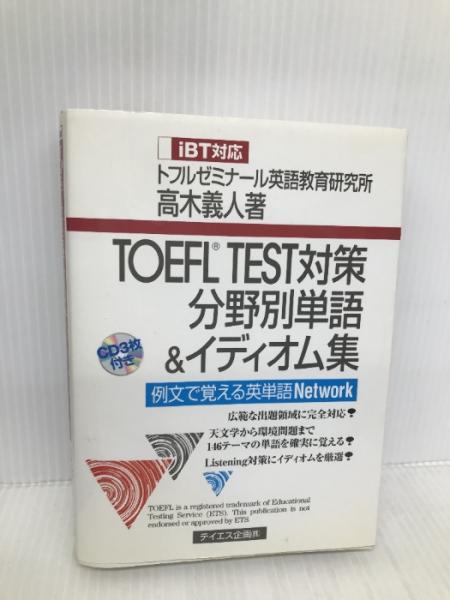 iBT対応
トフルゼミナール英語教育研究所
高木義人著
TOEFL® TEST対策
分野別単語
&イディオム集
CD3枚
付き
例文で覚える英単語Network
広範な出題領域に完全対応
天文学から環境問題まで
146テーマの単語を確実に覚える
Listening対策にイディオムを厳選
TOEFL is a registered trademark of Educational
Testing Service (ETS). This publication is not
endorsed or approved by ETS.
テイエス企画